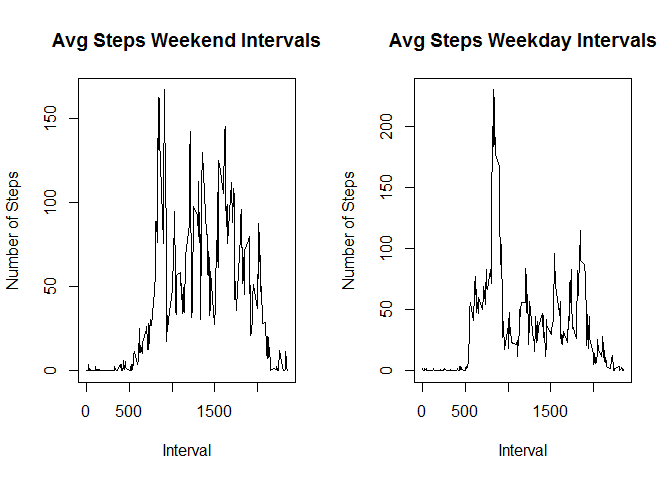 Avg Steps Weekend Intervals
Number of Steps
0
50
100
150
0
500
1500
Interval
Avg Steps Weekday Intervals
Number of Steps
0
50
100
150
200
0
500
1500
Interval